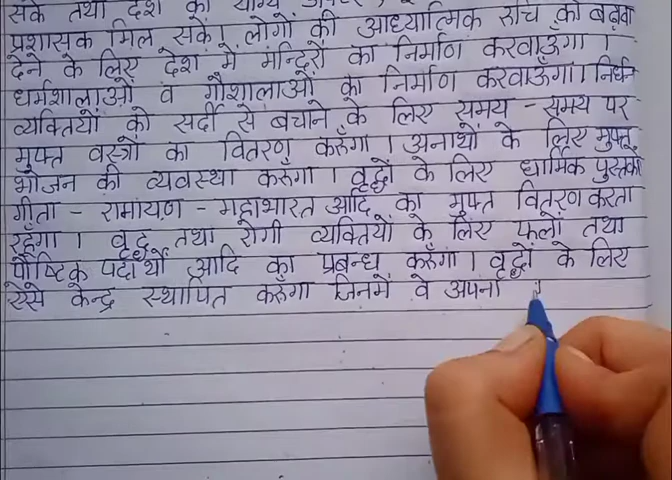 सके तथा देश को योग्य
प्रशासक मिल सकें। लोगों की आध्यात्मिक रुचि को बढ़ावा
देने के लिए देश में मन्दिरों का निर्माण करवाऊँगा।
धर्मशालाओं व गौशालाओं का निर्माण करवाऊँगा। निर्धन
व्यक्तियों को सर्दी से बचाने के लिए समय - समय पर
मुफ्त वस्त्रों का वितरण करूँगा। अनाथों के लिए मुफ्त
भोजन की व्यवस्था करूँगा। वृद्धों के लिए धार्मिक पुस्तकों
गीता - रामायण - महाभारत आदि का मुफ्त वितरण करता
रहूँगा। वृद्ध तथा रोगी व्यक्तियों के लिए फलों तथा
पौष्टिक पदार्थों आदि का प्रबन्ध करूँगा। वृद्धों के लिए
ऐसे केन्द्र स्थापित करूँगा जिनमें वे अपना